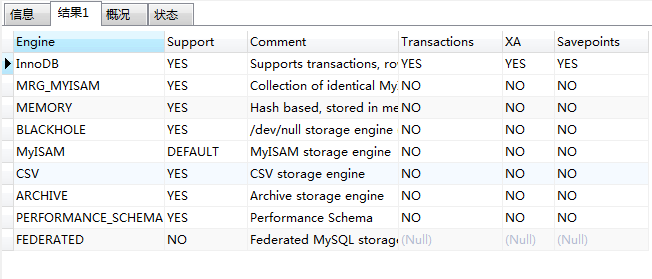 信息 结果1 概况 状态
Engine Support Comment Transactions XA Savepoints
InnoDB YES Supports transactions, ro YES YES YES
MRG_MYISAM YES Collection of identical My NO NO NO
MEMORY YES Hash based, stored in me NO NO NO
BLACKHOLE YES /dev/null storage engine NO NO NO
MyISAM DEFAULT MyISAM storage engine NO NO NO
CSV YES CSV storage engine NO NO NO
ARCHIVE YES Archive storage engine NO NO NO
PERFORMANCE_SCHEMA YES Performance Schema NO NO NO
FEDERATED NO Federated MySQL storag (Null) (Null) (Null)